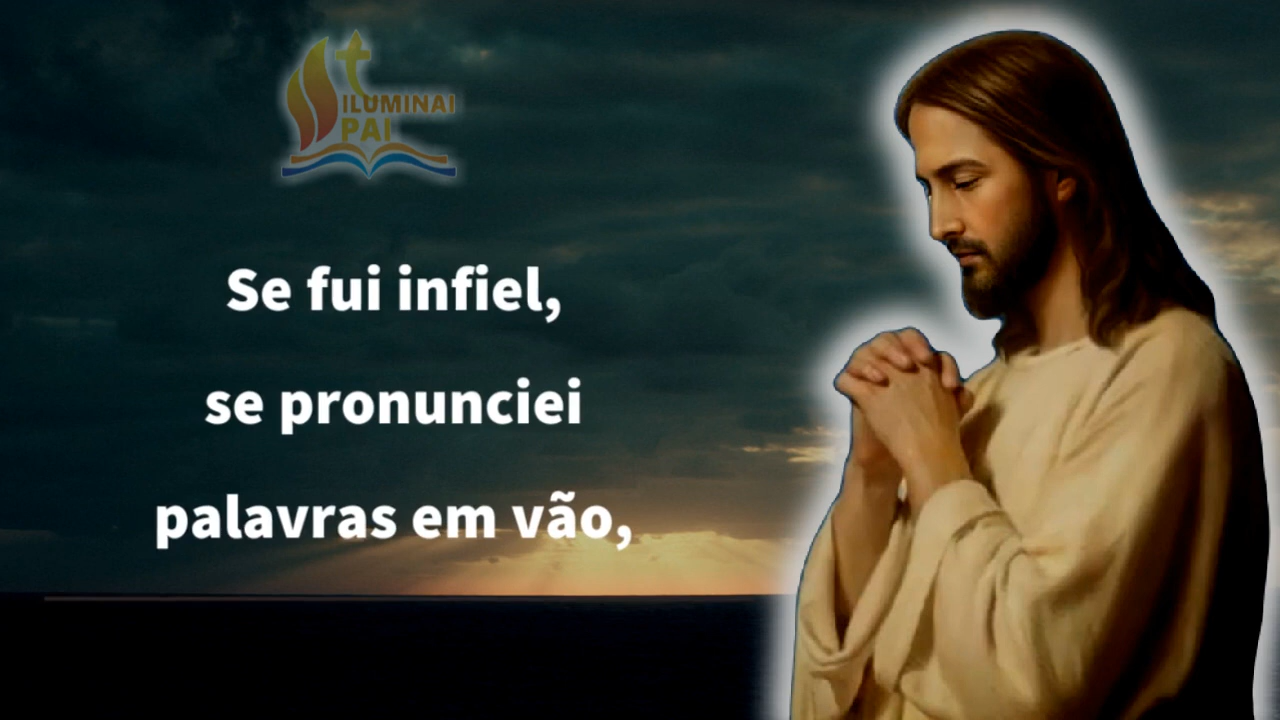 ILUMINAI
PAI
Se fui infiel,
se pronunciei
palavras em vão,